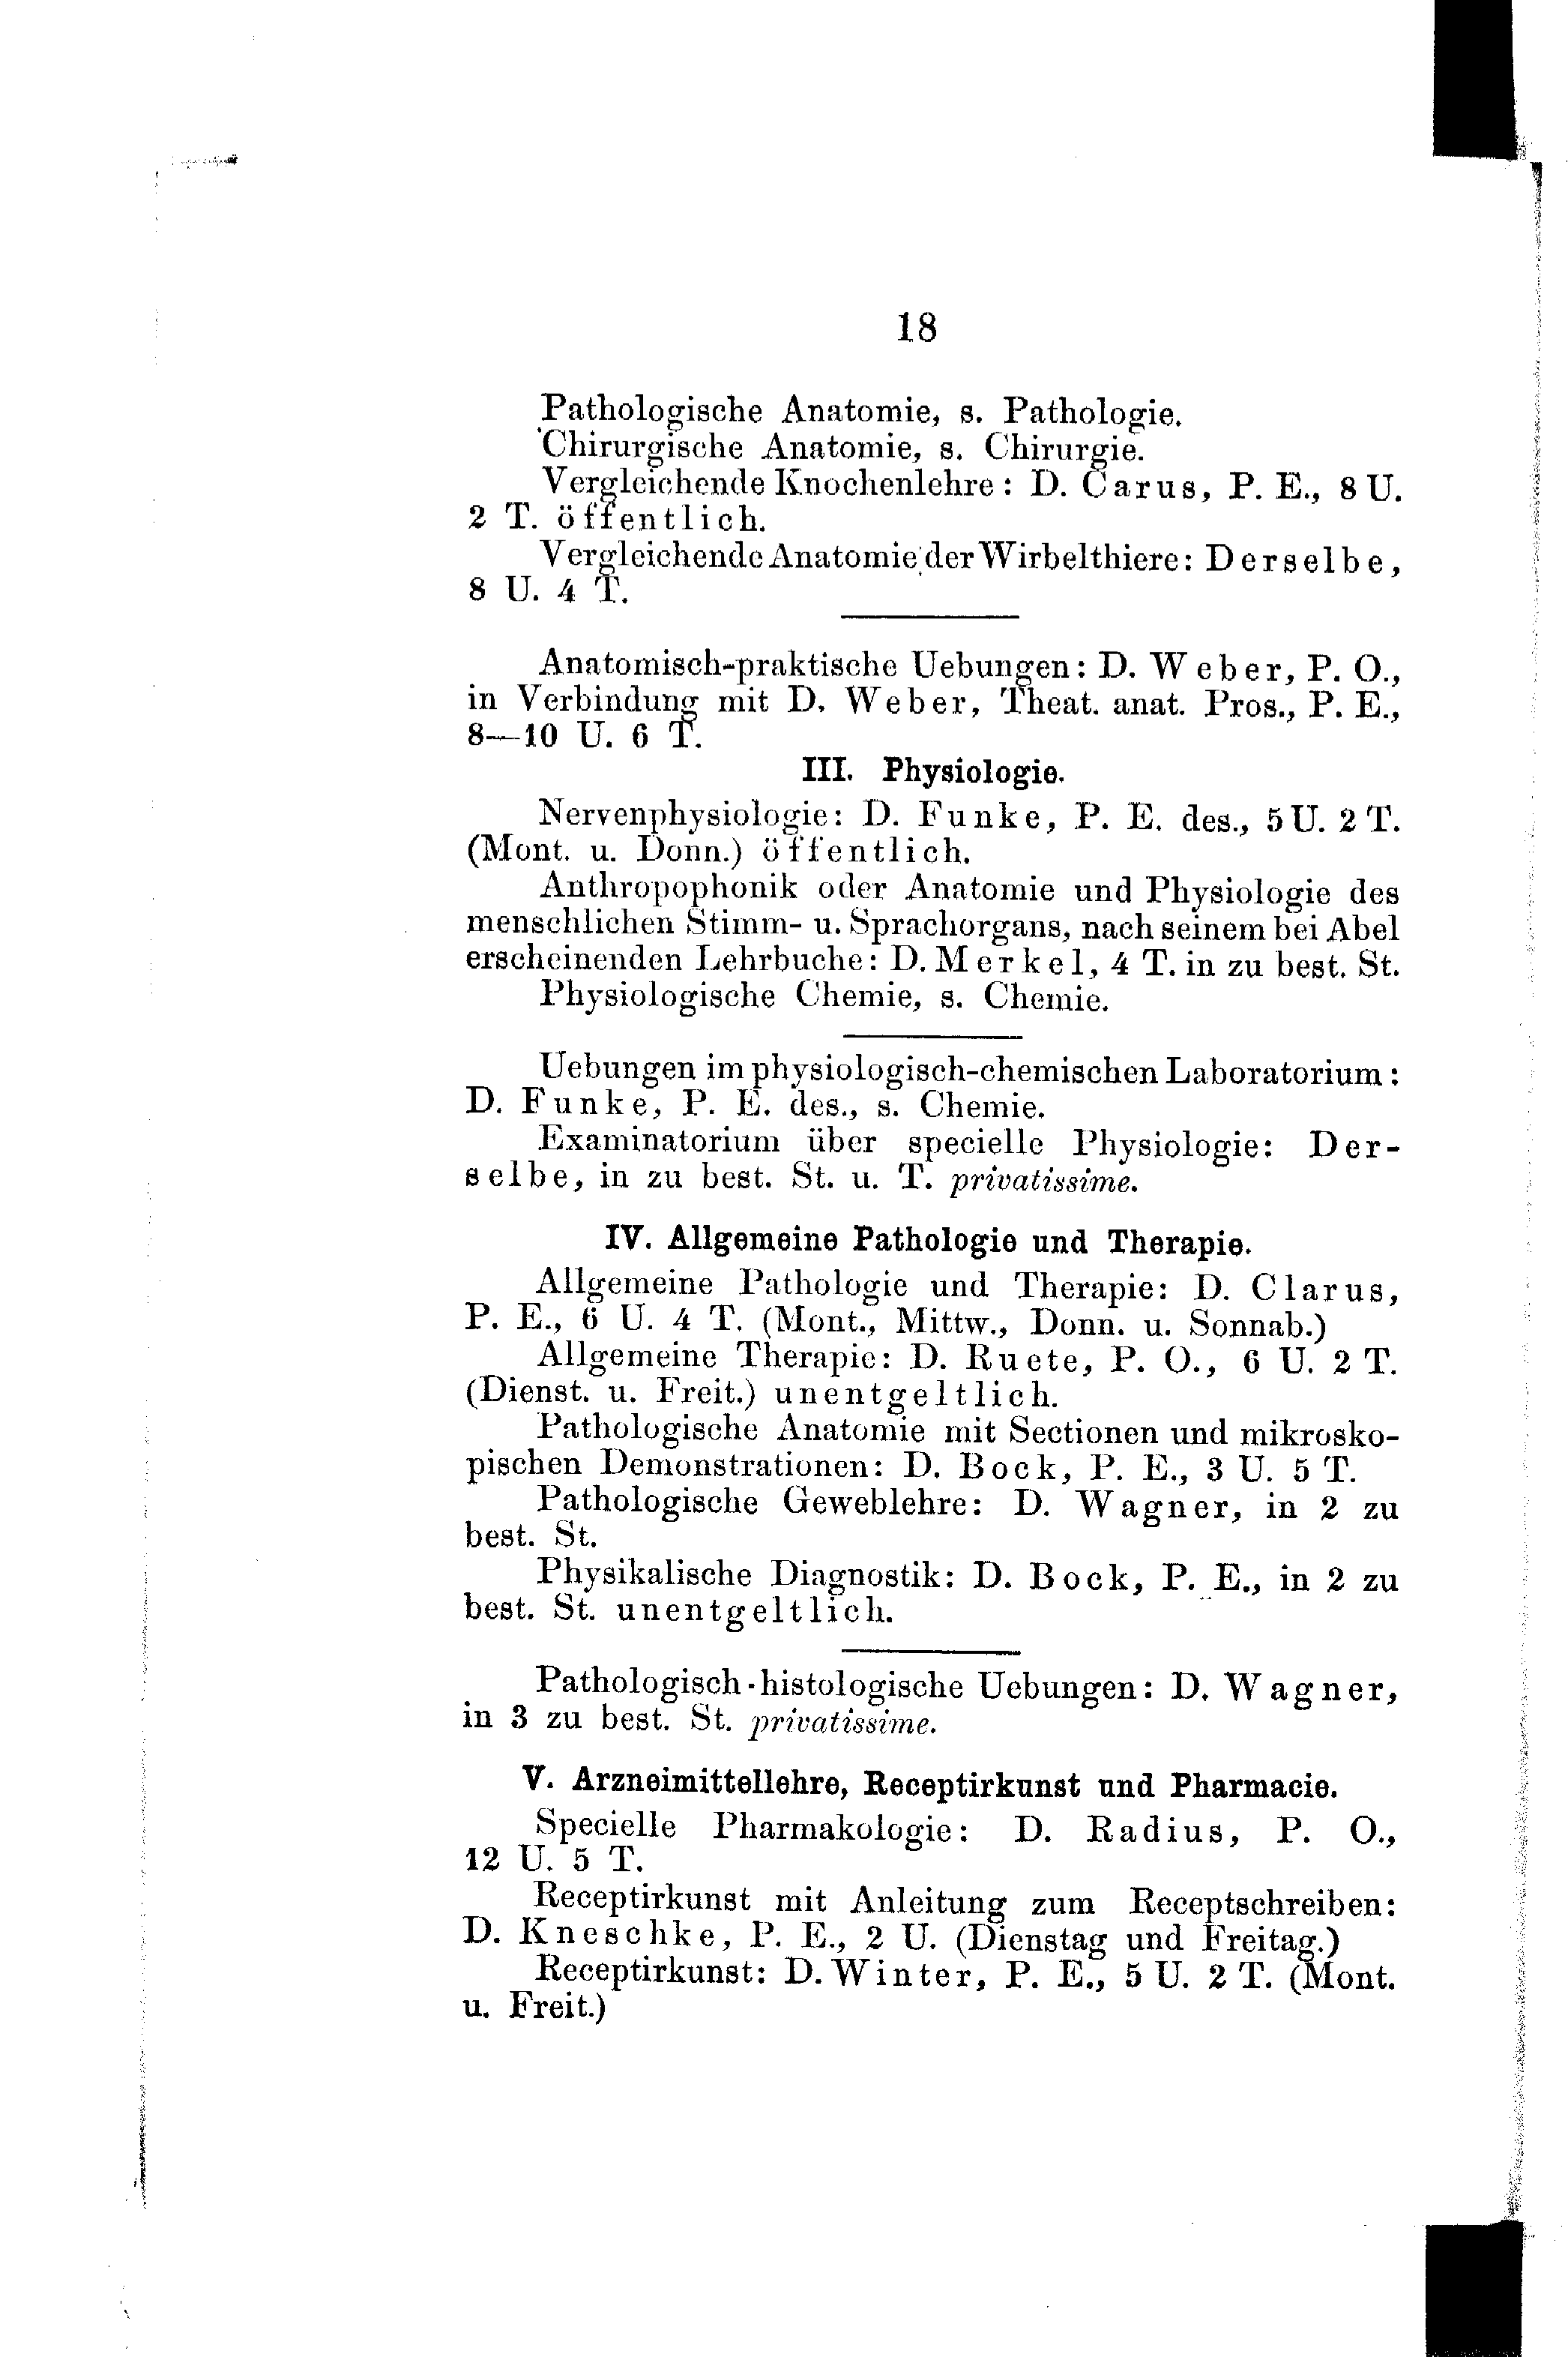 18
Pathologische Anatomie, s. Pathologie.
Chirurgische Anatomie, s. Chirurgie.
Vergleichende Knochenlehre: D. Carus, P. E., 8 U.
2 T. öffentlich.
Vergleichende Anatomie der Wirbelthiere: Derselbe,
8 U. 4 T.
Anatomisch-praktische Uebungen: D. Weber, P. O.,
in Verbindung mit D. Weber, Theat. anat. Pros., P. E.,
8—10 U. 6 T.
III. Physiologie.
Nervenphysiologie: D. Funke, P. E. des., 5 U. 2 T.
(Mont. u. Donn.) öffentlich.
Anthropophonik oder Anatomie und Physiologie des
menschlichen Stimm- u. Sprachorgans, nach seinem bei Abel
erscheinenden Lehrbuche: D. Merkel, 4 T. in zu best. St.
Physiologische Chemie, s. Chemie.
Uebungen im physiologisch-chemischen Laboratorium:
D. Funke, P. E. des., s. Chemie.
Examinatorium über specielle Physiologie: Der-
selbe, in zu best. St. u. T. privatissime.
IV. Allgemeine Pathologie und Therapie.
Allgemeine Pathologie und Therapie: D. Clarus,
P. E., 6 U. 4 T. (Mont., Mittw., Donn. u. Sonnab.)
Allgemeine Therapie: D. Ruete, P. O., 6 U. 2 T.
(Dienst. u. Freit.) unentgeltlich.
Pathologische Anatomie mit Sectionen und mikrosko-
pischen Demonstrationen: D. Bock, P. E., 3 U. 5 T.
Pathologische Geweblehre: D. Wagner, in 2 zu
best. St.
Physikalische Diagnostik: D. Bock, P. E., in 2 zu
best. St. unentgeltlich.
Pathologisch-histologische Uebungen: D. Wagner,
in 3 zu best. St. privatissime.
V. Arzneimittellehre, Receptirkunst und Pharmacie.
Specielle Pharmakologie: D. Radius, P. O.,
12 U. 5 T.
Receptirkunst mit Anleitung zum Receptschreiben:
D. Kneschke, P. E., 2 U. (Dienstag und Freitag.)
Receptirkunst: D. Winter, P. E., 5 U. 2 T. (Mont.
u. Freit.)